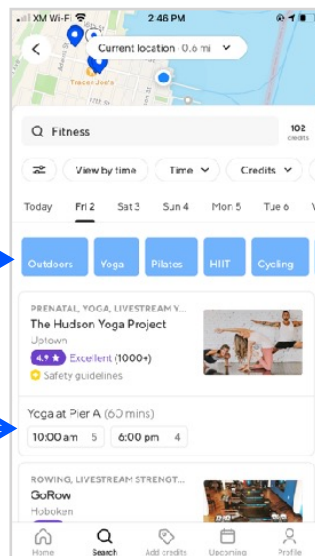 XM Wi-Fi 2:46 PM
Current location · 0.6 mi
Trader Joe's
Fitness
102
credits
View by time Time Credits
Today Fri 2 Sat 3 Sun 4 Mon 5 Tue 6
Outdoors Yoga Pilates HIIT Cycling
PRENATAL, YOGA, LIVESTREAM Y...
The Hudson Yoga Project
Uptown
4.9 ★ Excellent (1000+)
Safety guidelines
Yoga at Pier A (60 mins)
10:00 am 5 6:00 pm 4
ROWING, LIVESTREAM STRENGT...
GoRow
Hoboken
Home Search Add credits Upcoming Profile